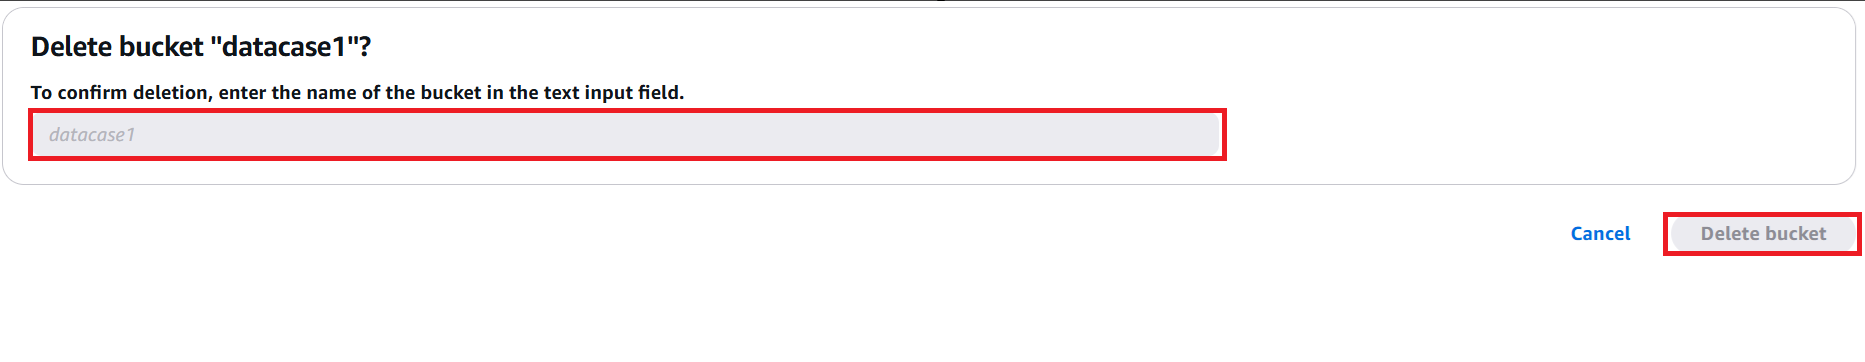 Delete bucket "datacase1"?
To confirm deletion, enter the name of the bucket in the text input field.
datacase1
Cancel Delete bucket